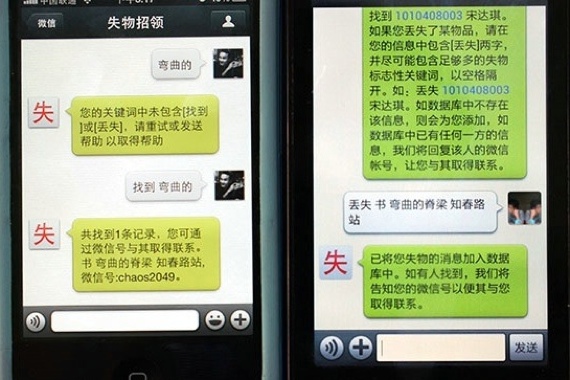 中国联通
微信
失物招领
弯曲的
失
您的关键词中未包含[找到
]或[丢失]，请重试或发送
帮助 以取得帮助
找到 弯曲的
失
共找到1条记录，您可通
过微信号与其取得联系。
书 弯曲的脊梁 知春路站,
微信号:chaos2049.
找到 1010408003 宋达琪。
如果您丢失了某物品，请在
您的信息中包含[丢失]两字，
并尽可能包含足够多的失物
标志性关键词，以空格隔
开。如：丢失 1010408003
宋达琪。如数据库中不存在
该信息，则会为您添加，如
数据库中已有任何一方的信
息，我们将回复该人的微信
帐号，让您与其取得联系。
丢失 书 弯曲的脊梁 知春路
站
失
已将您失物的消息加入数据
库中。如有人找到，我们将
告知您的微信号以便其与您
取得联系。
发送